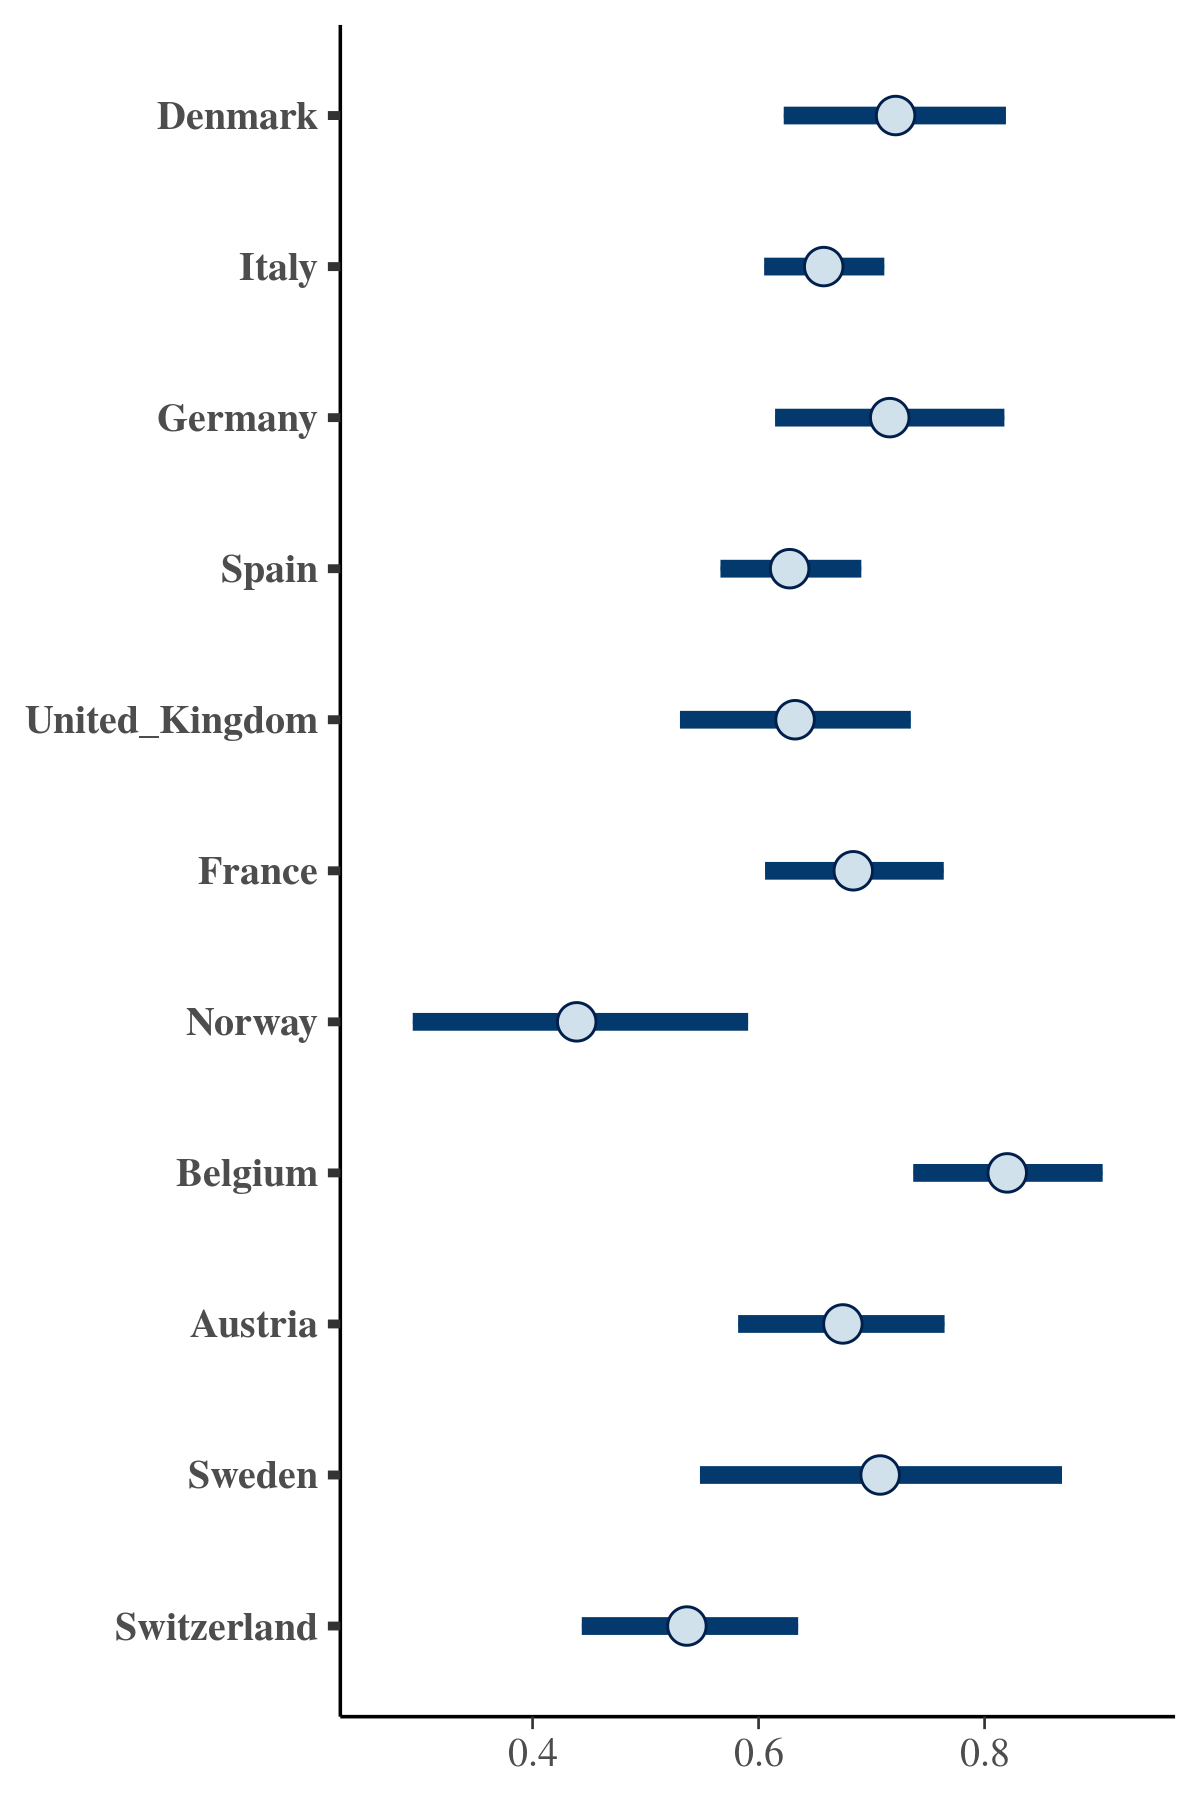 Denmark
Italy
Germany
Spain
United_Kingdom
France
Norway
Belgium
Austria
Sweden
Switzerland
0.4 0.6 0.8